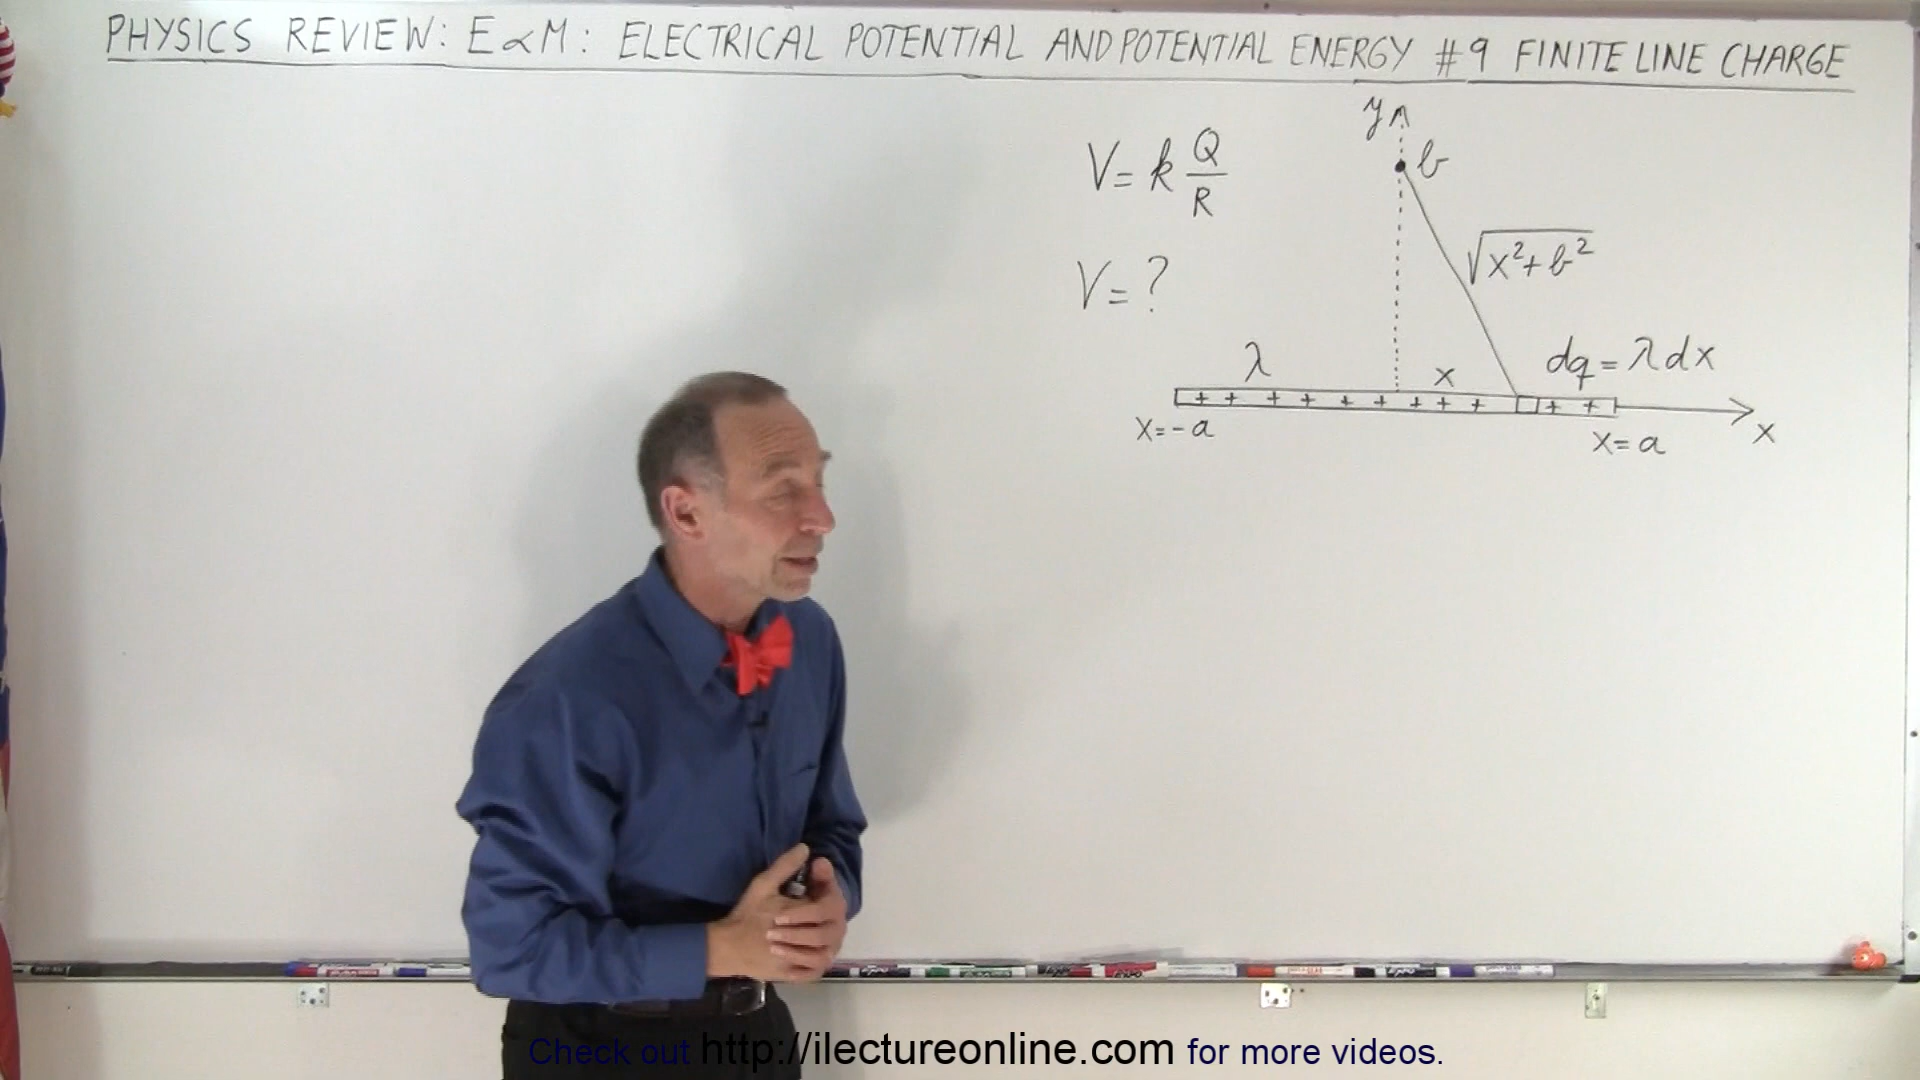 PHYSICS REVIEW: E∝M: ELECTRICAL POTENTIAL AND POTENTIAL ENERGY #9 FINITE LINE CHARGE
y
b
V = k Q/R
√x²+b²
V = ?
λ
x
dq = λdx
+ + + + + + + + + + +
x=-a
x=a
x
Check out http://ilectureonline.com for more videos.